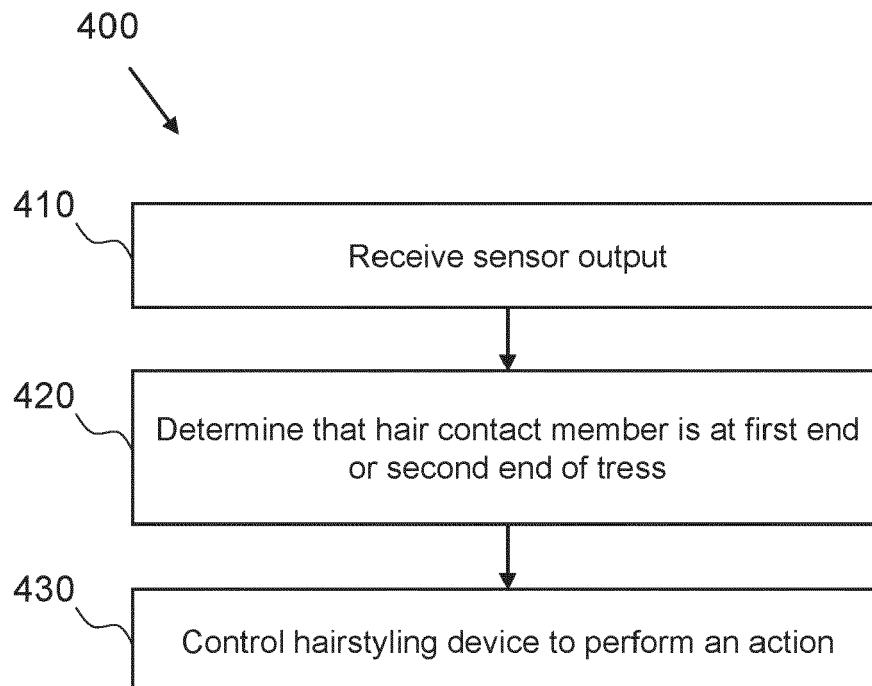 400
410
Receive sensor output
420
Determine that hair contact member is at first end
or second end of tress
430
Control hairstyling device to perform an action